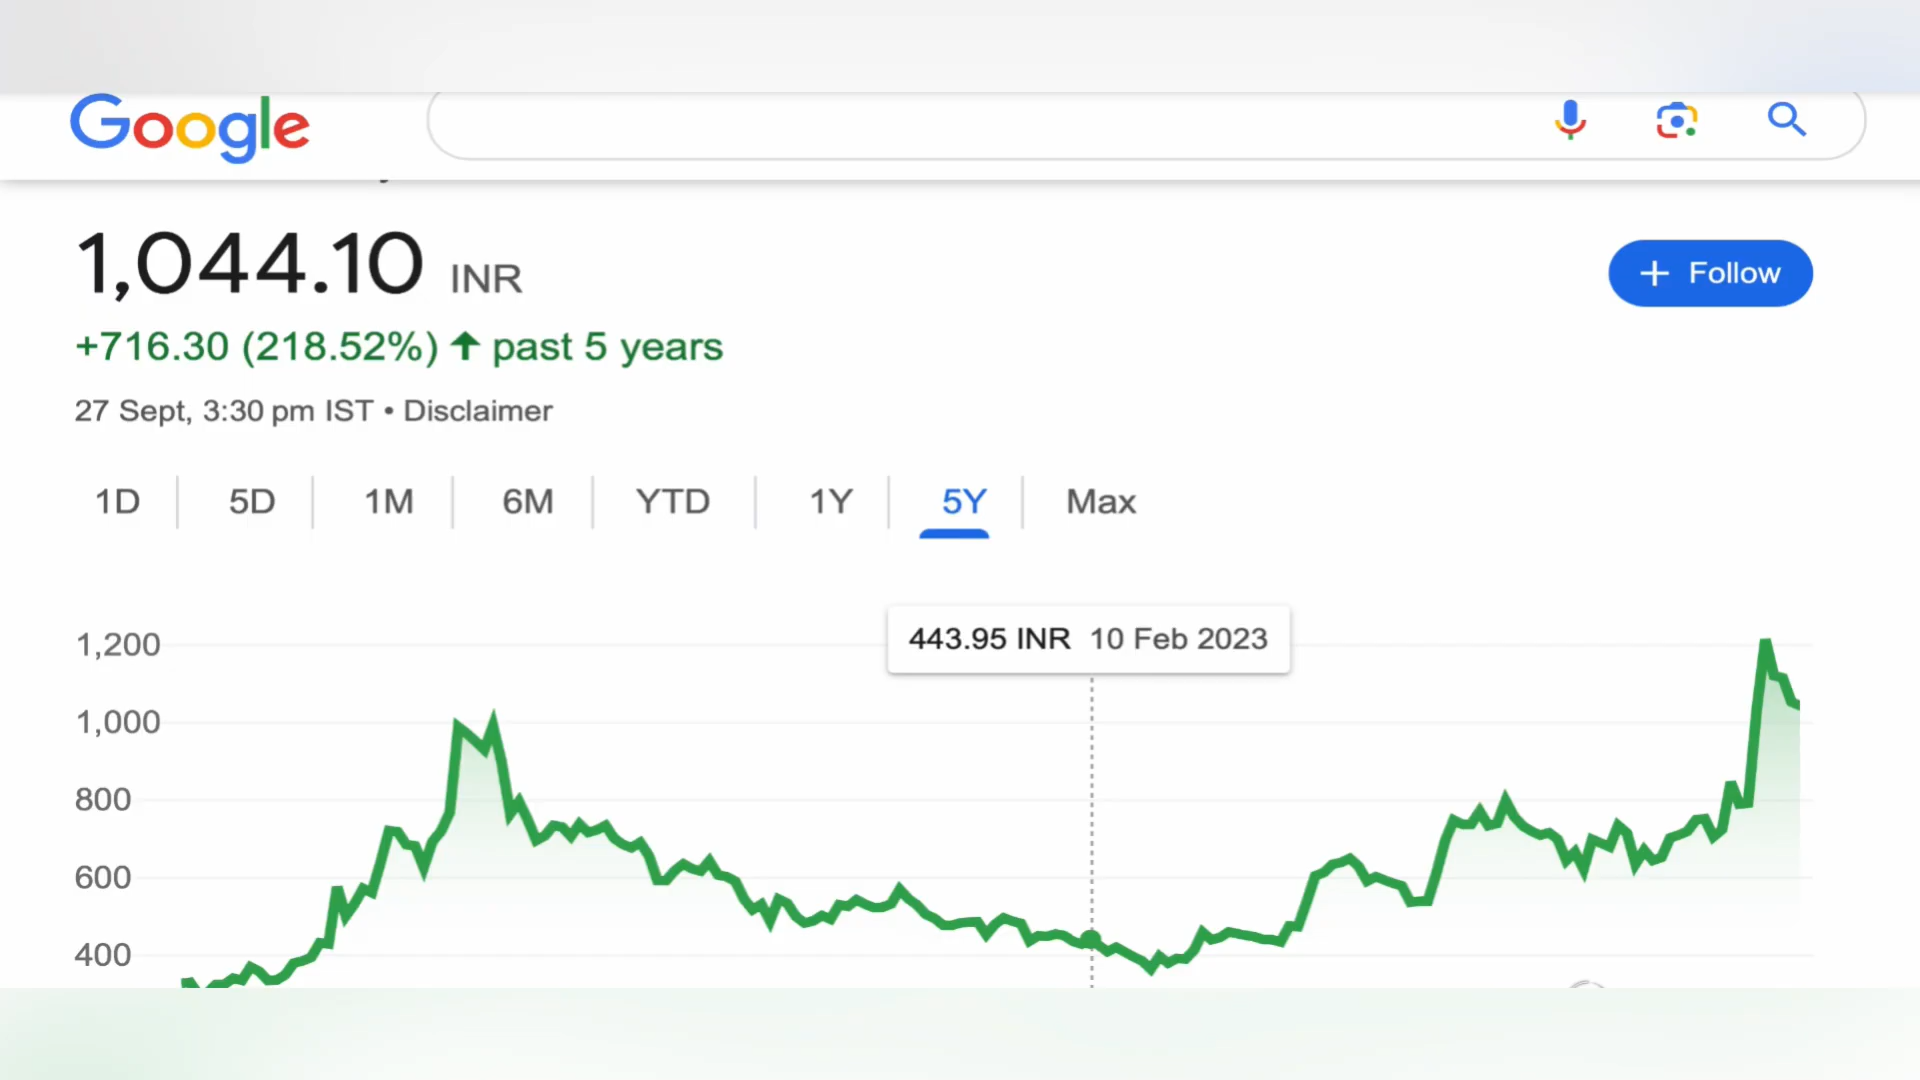 Google
1,044.10 INR
+ Follow
+716.30 (218.52%) ↑ past 5 years
27 Sept, 3:30 pm IST • Disclaimer
1D 5D 1M 6M YTD 1Y 5Y Max
443.95 INR 10 Feb 2023
1,200
1,000
800
600
400